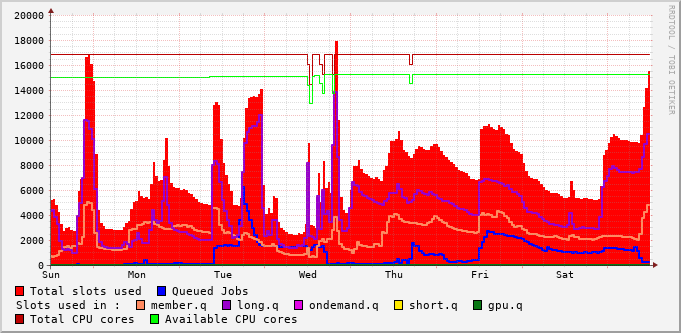 20000
18000
16000
14000
12000
10000
8000
6000
4000
2000
0
Sun Mon Tue Wed Thu Fri Sat
Total slots used Queued Jobs
Slots used in : member.q long.q ondemand.q short.q gpu.q
Total CPU cores Available CPU cores
RRDTOOL / TOBI OETIKER